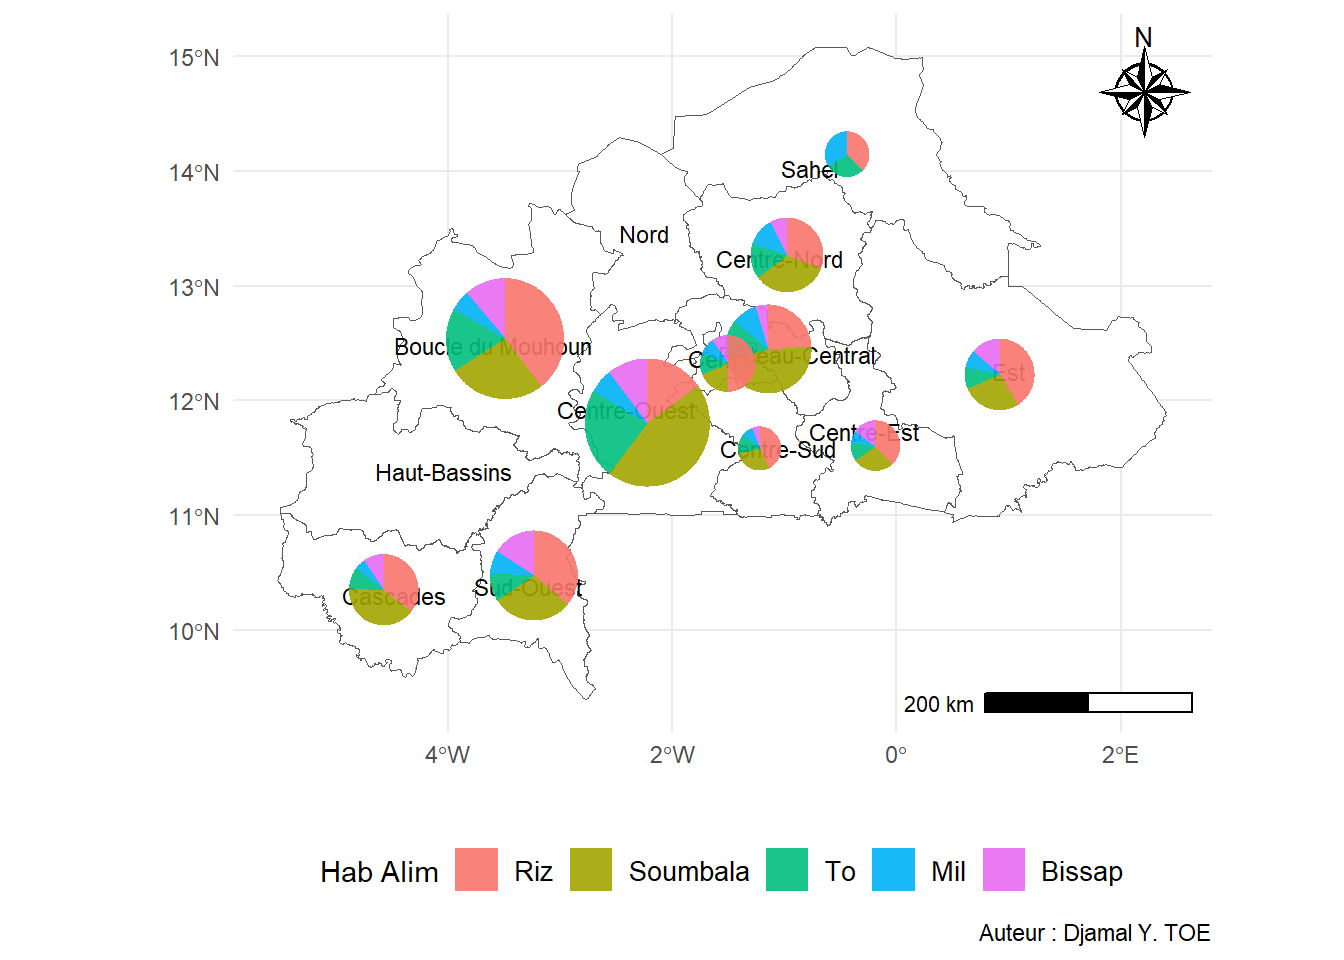 N
15°N
14°N
13°N
12°N
11°N
10°N
Sahel
Nord
Centre-Nord
Boucle du Mouhoun
eau-Central
Est
Centre-Ouest
Centre-Est
Centre-Sud
Haut-Bassins
Sud-Ouest
Cascades
200 km
4°W
2°W
0°
2°E
Hab Alim Riz Soumbala To Mil Bissap
Auteur : Djamal Y. TOE